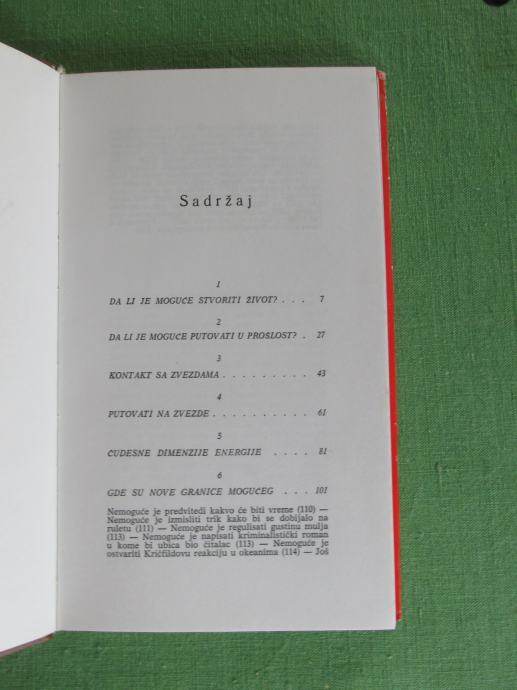 Sadržaj
1
DA LI JE MOGUĆE STVORITI ŽIVOT? . . . 7
2
DA LI JE MOGUĆE PUTOVATI U PROŠLOST? . 27
3
KONTAKT SA ZVEZDAMA . . . . . . . . . 43
4
PUTOVATI NA ZVEZDE . . . . . . . . . . 61
5
ČUDESNE DIMENZIJE ENERGIJE . . . . 81
6
GDE SU NOVE GRANICE MOGUĆEG . . . 101
Nemoguće je predvideti kakvo će biti vreme (110) —
Nemoguće je izmisliti trik kako bi se dobijalo na
ruletu (111) — Nemoguće je regulisati gustinu mulja
(113) — Nemoguće je napisati kriminalistički roman
u kome bi ubica bio čitalac (113) — Nemoguće je
ostvariti Kričfildovu reakciju u okeanima (114) — Još